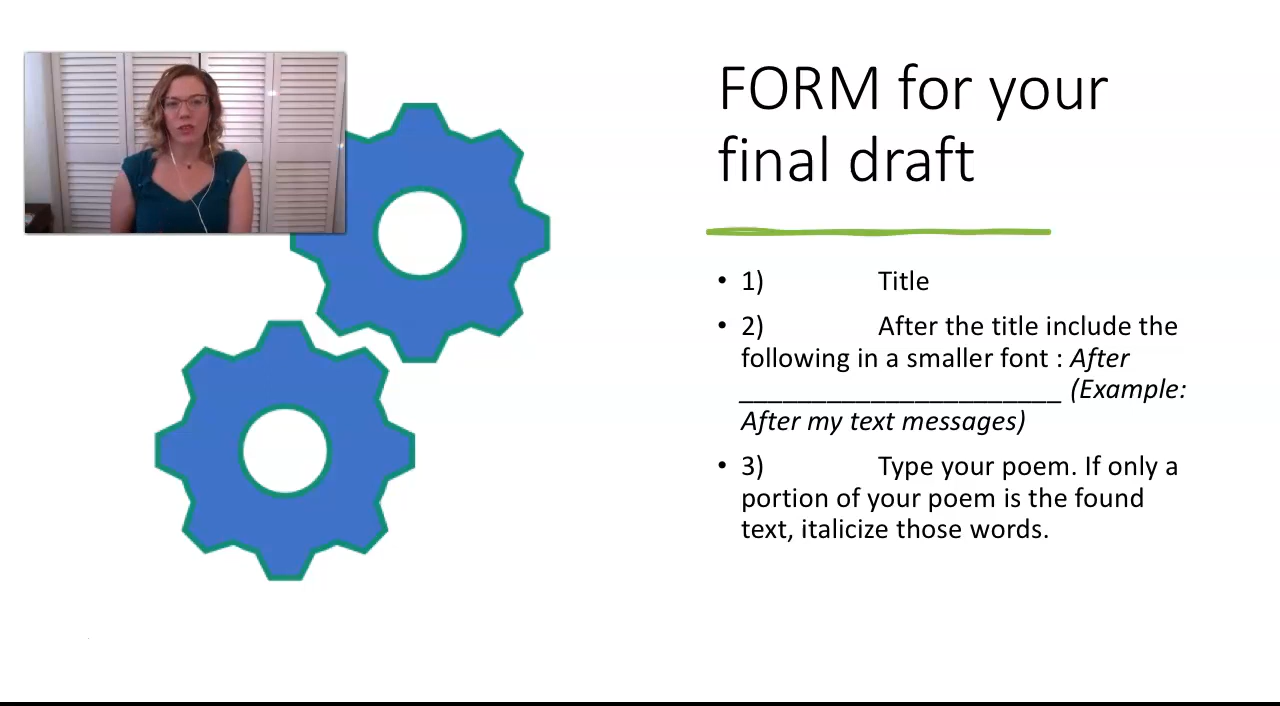 FORM for your
final draft
• 1) Title
• 2) After the title include the
following in a smaller font : After
______________________ (Example:
After my text messages)
• 3) Type your poem. If only a
portion of your poem is the found
text, italicize those words.